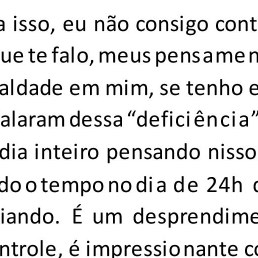 a isso, eu não consigo cont
ue te falo, meus pensamen
aldade em mim, se tenho e
alaram dessa “deficiência”
dia inteiro pensando nisso
do o tempo no dia de 24h d
iando. É um desprendime
ntrole, é impressionante co